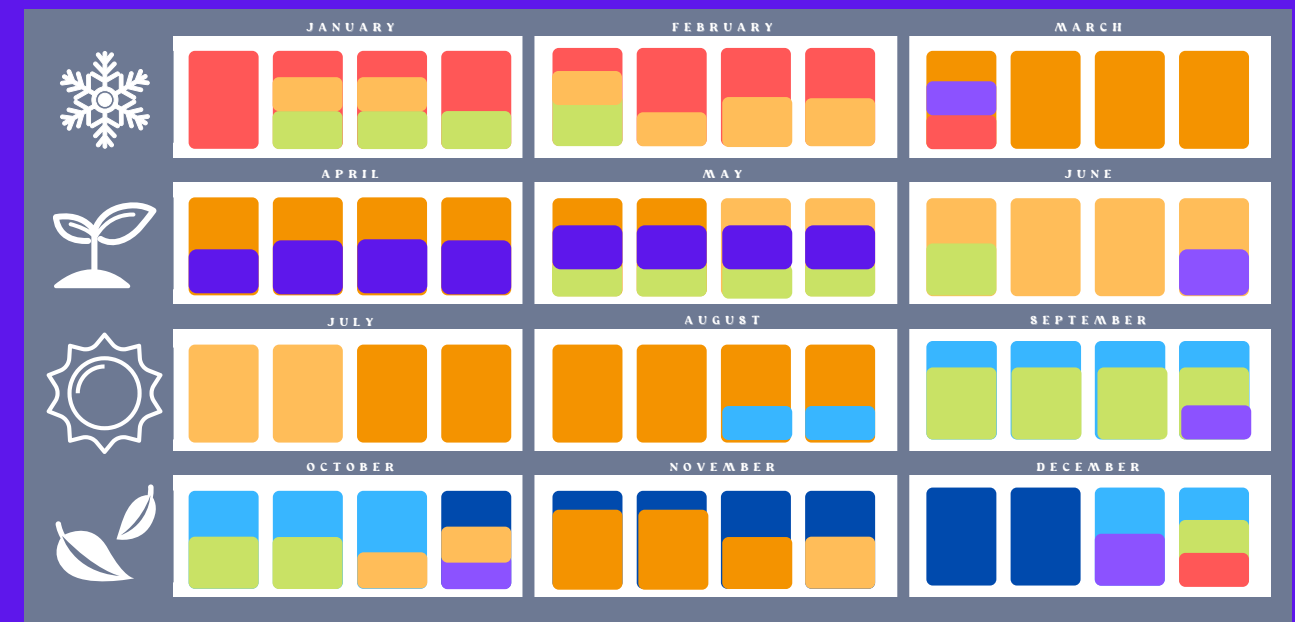 JANUARY
FEBRUARY
MARCH
APRIL
MAY
JUNE
JULY
AUGUST
SEPTEMBER
OCTOBER
NOVEMBER
DECEMBER